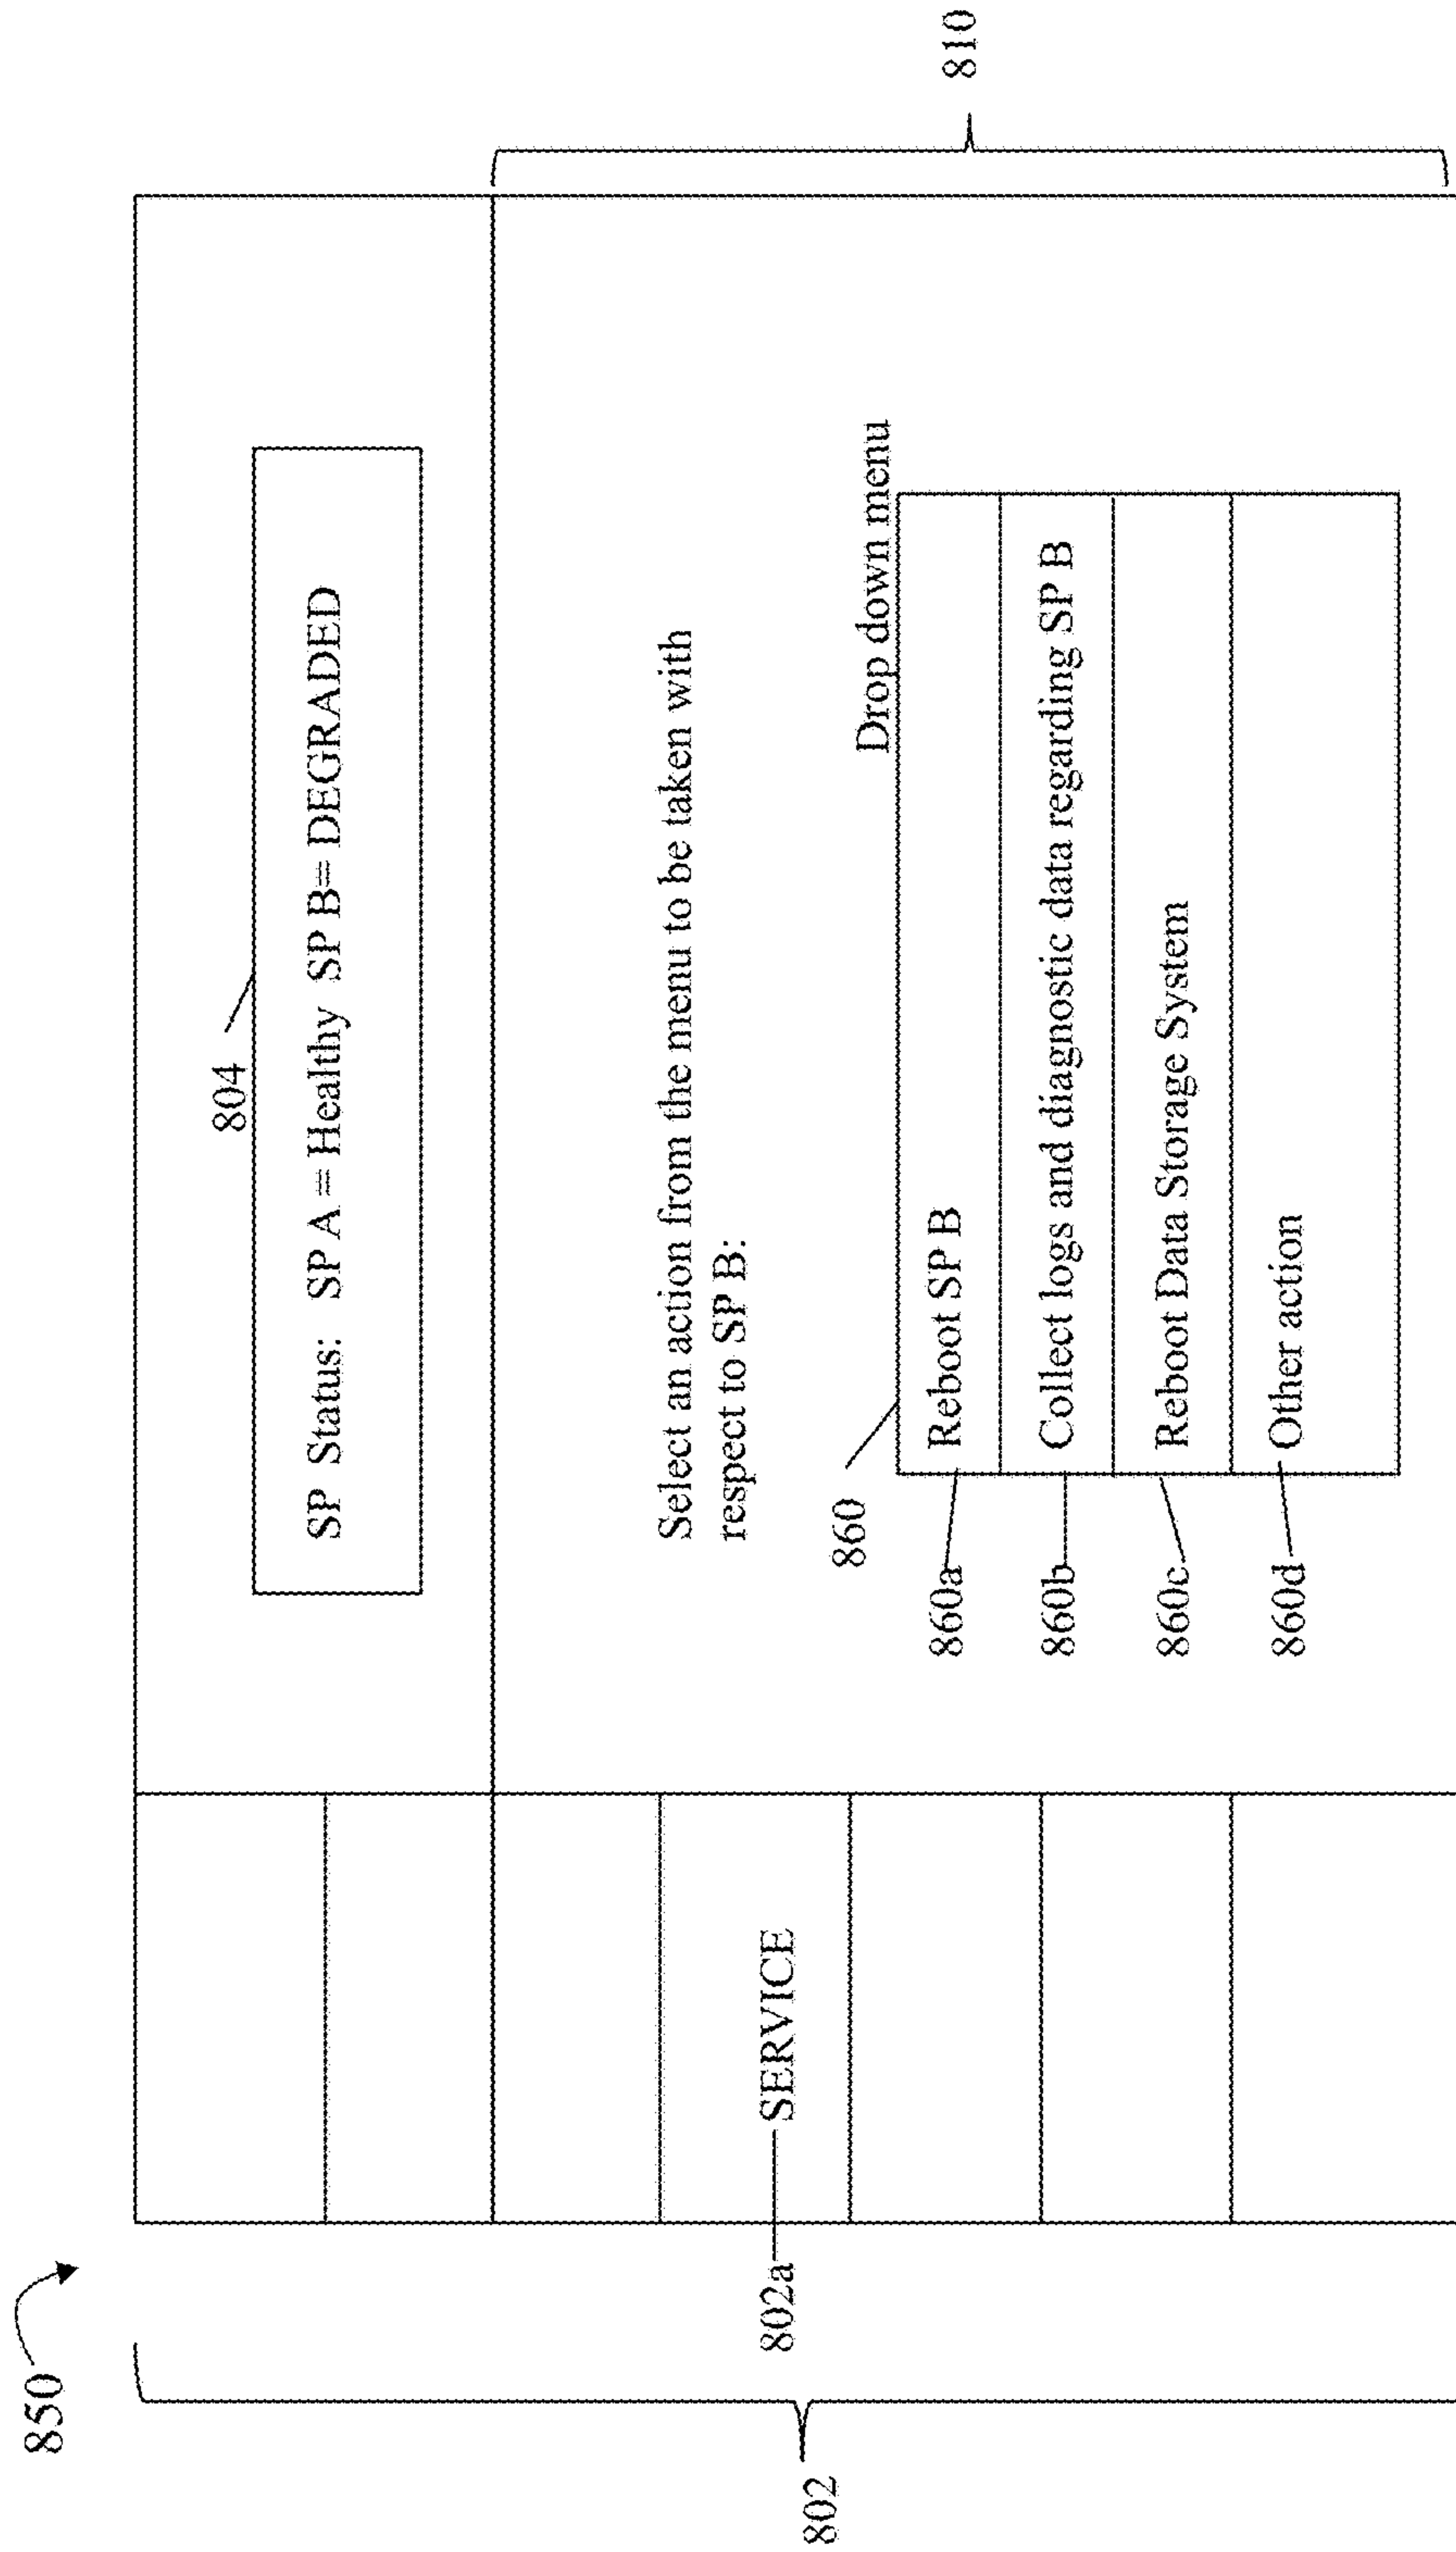 850
804
SP Status: SP A = Healthy SP B= DEGRADED
810
Select an action from the menu to be taken with
respect to SP B:
802
802a
SERVICE
Drop down menu
860
860a
Reboot SP B
860b
Collect logs and diagnostic data regarding SP B
860c
Reboot Data Storage System
860d
Other action